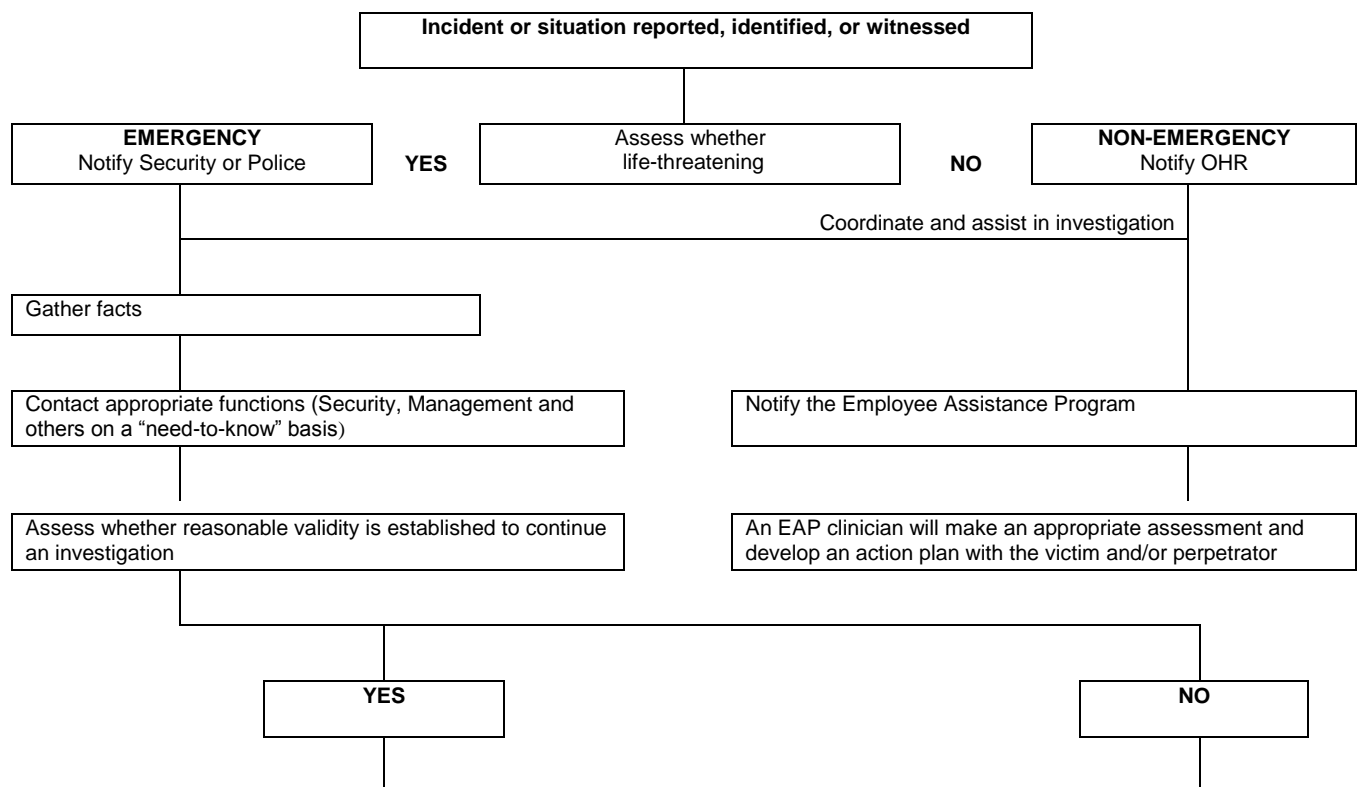 Incident or situation reported, identified, or witnessed
EMERGENCY
Notify Security or Police
YES
Assess whether
life-threatening
NO
NON-EMERGENCY
Notify OHR
Coordinate and assist in investigation
Gather facts
Contact appropriate functions (Security, Management and
others on a “need-to-know” basis)
Notify the Employee Assistance Program
Assess whether reasonable validity is established to continue
an investigation
An EAP clinician will make an appropriate assessment and
develop an action plan with the victim and/or perpetrator
YES
NO